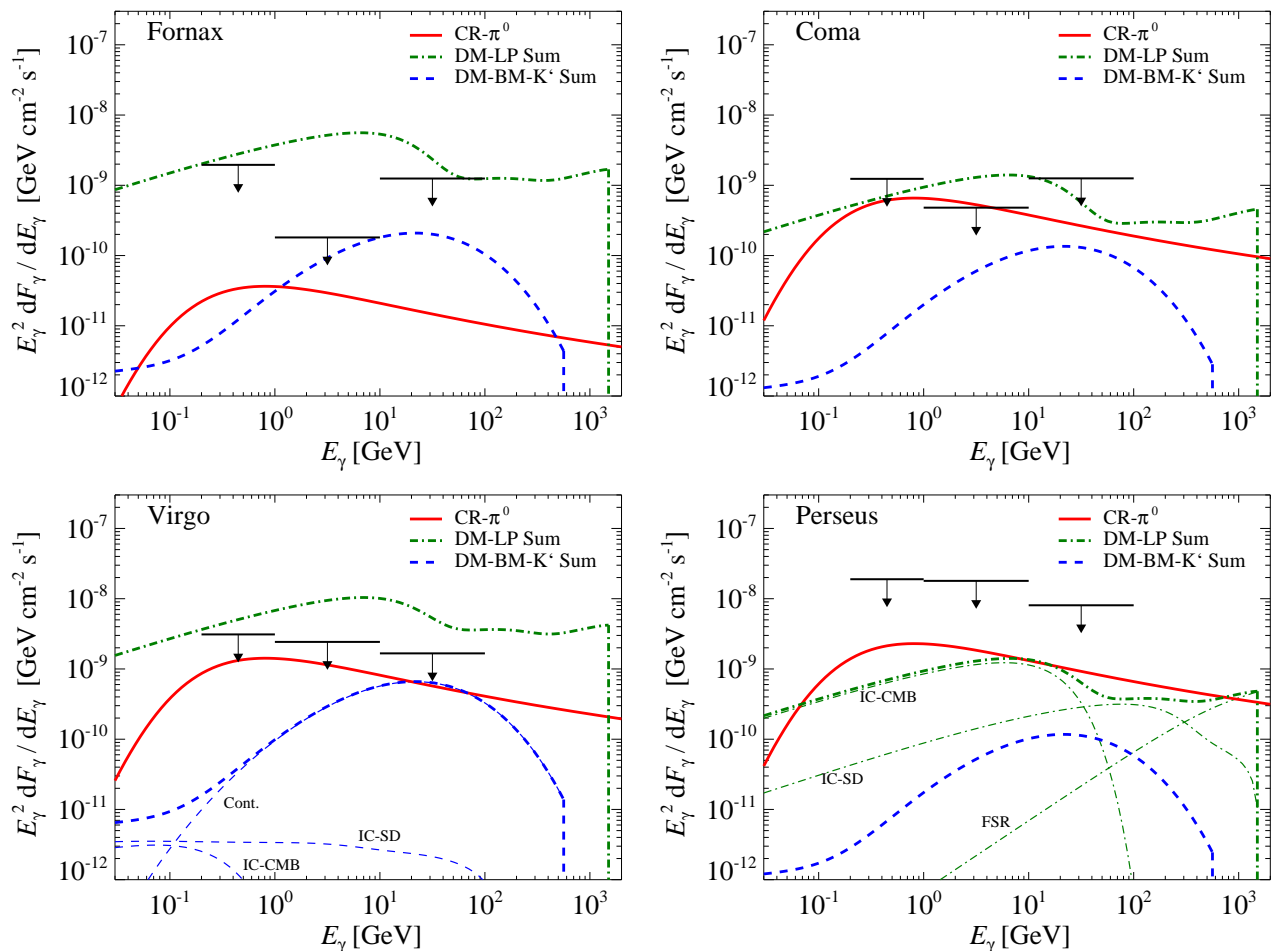 Fornax
CR-π⁰
DM-LP Sum
DM-BM-K‘ Sum
10⁻⁷
10⁻⁸
10⁻⁹
10⁻¹⁰
10⁻¹¹
10⁻¹²
E_γ² dF_γ / dE_γ [GeV cm⁻² s⁻¹]
10⁻¹ 10⁰ 10¹ 10² 10³
E_γ [GeV]
Coma
CR-π⁰
DM-LP Sum
DM-BM-K‘ Sum
10⁻⁷
10⁻⁸
10⁻⁹
10⁻¹⁰
10⁻¹¹
10⁻¹²
E_γ² dF_γ / dE_γ [GeV cm⁻² s⁻¹]
10⁻¹ 10⁰ 10¹ 10² 10³
E_γ [GeV]
Virgo
CR-π⁰
DM-LP Sum
DM-BM-K‘ Sum
10⁻⁷
10⁻⁸
10⁻⁹
10⁻¹⁰
10⁻¹¹
10⁻¹²
E_γ² dF_γ / dE_γ [GeV cm⁻² s⁻¹]
Cont.
IC-SD
IC-CMB
10⁻¹ 10⁰ 10¹ 10² 10³
E_γ [GeV]
Perseus
CR-π⁰
DM-LP Sum
DM-BM-K‘ Sum
10⁻⁷
10⁻⁸
10⁻⁹
10⁻¹⁰
10⁻¹¹
10⁻¹²
E_γ² dF_γ / dE_γ [GeV cm⁻² s⁻¹]
IC-CMB
IC-SD
FSR
10⁻¹ 10⁰ 10¹ 10² 10³
E_γ [GeV]